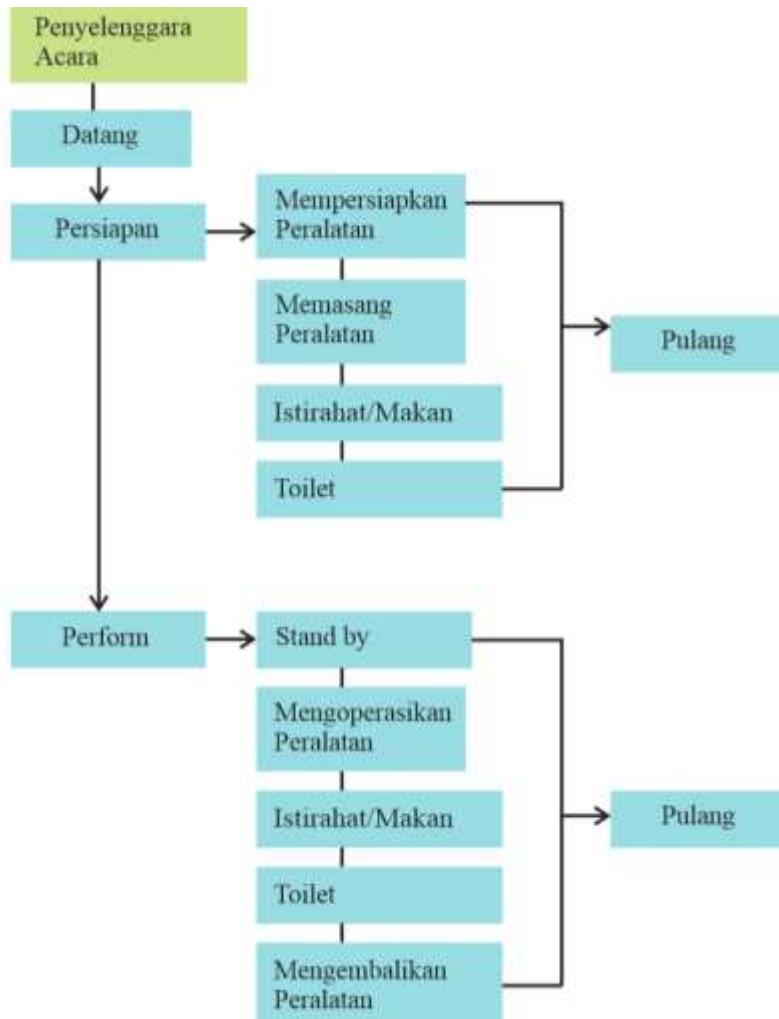 Penyelenggara
Acara
Datang
Persiapan
Mempersiapkan
Peralatan
Memasang
Peralatan
Istirahat/Makan
Toilet
Pulang
Perform
Stand by
Mengoperasikan
Peralatan
Istirahat/Makan
Toilet
Mengembalikan
Peralatan
Pulang